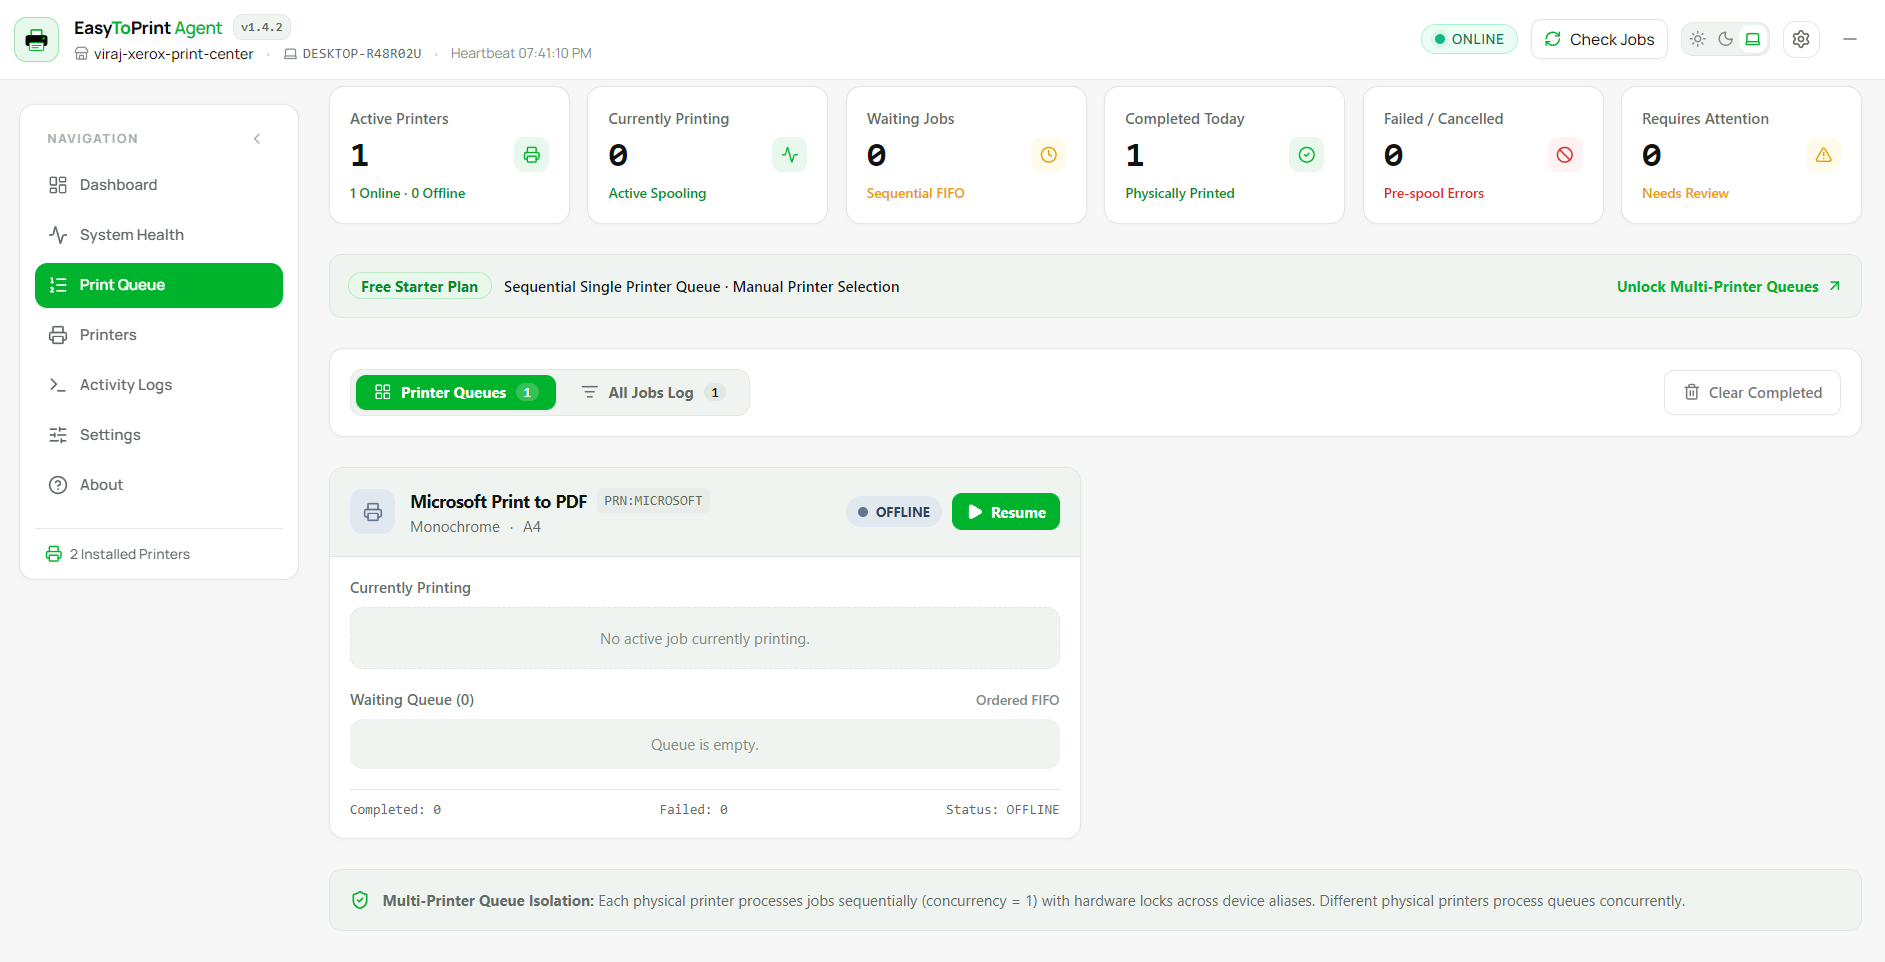 EasyToPrint Agent v1.4.2
viraj-xerox-print-center · DESKTOP-R48R02U · Heartbeat 07:41:10 PM
ONLINE
Check Jobs
NAVIGATION
Dashboard
System Health
Print Queue
Printers
Activity Logs
Settings
About
2 Installed Printers
Active Printers
1
1 Online · 0 Offline
Currently Printing
0
Active Spooling
Waiting Jobs
0
Sequential FIFO
Completed Today
1
Physically Printed
Failed / Cancelled
0
Pre-spool Errors
Requires Attention
0
Needs Review
Free Starter Plan Sequential Single Printer Queue · Manual Printer Selection
Unlock Multi-Printer Queues
Printer Queues 1
All Jobs Log 1
Clear Completed
Microsoft Print to PDF PRN:MICROSOFT
Monochrome · A4
OFFLINE
Resume
Currently Printing
No active job currently printing.
Waiting Queue (0)
Ordered FIFO
Queue is empty.
Completed: 0
Failed: 0
Status: OFFLINE
Multi-Printer Queue Isolation: Each physical printer processes jobs sequentially (concurrency = 1) with hardware locks across device aliases. Different physical printers process queues concurrently.